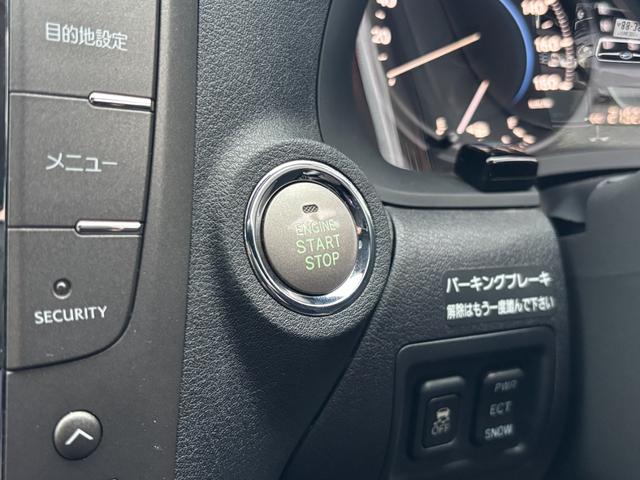 目的地設定
メニュー
SECURITY
ENGINE
START
STOP
パーキングブレーキ
解除はもう一度踏んで下さい
OFF
PWR
ECT
SNOW
20
40